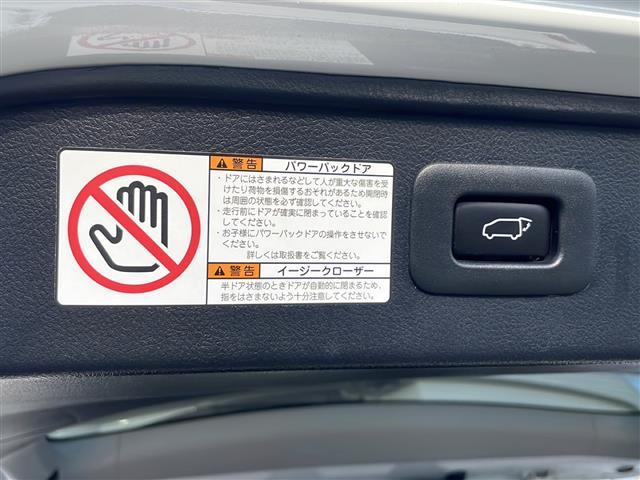 警告 パワーバックドア
・ドアにはさまれるなどして人が重大な傷害を受
けたり荷物を損傷するおそれがあるため開閉時
は周囲の状態を必ず確認してください。
・走行前にドアが確実に閉まっていることを確認
してください。
・お子様にパワーバックドアの操作をさせないで
ください。
詳しくは取扱書をご覧ください。
警告 イージークローザー
半ドア状態のときドアが自動的に閉まるため、
指をはさまないよう十分注意してください。